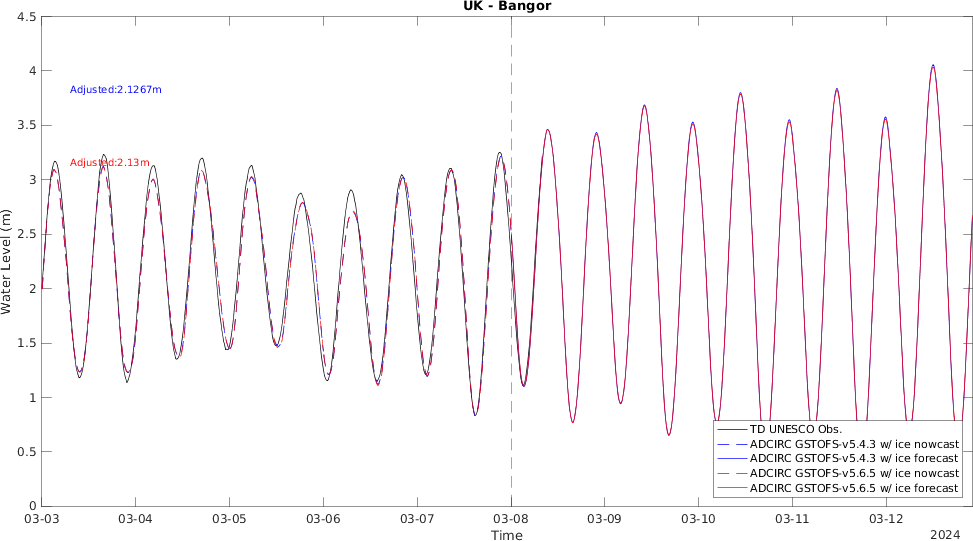 UK - Bangor
4.5
4
3.5
3
2.5
2
1.5
1
0.5
0
Water Level (m)
Adjusted:2.1267m
Adjusted:2.13m
TD UNESCO Obs.
ADCIRC GSTOFS-v5.4.3 w/ ice nowcast
ADCIRC GSTOFS-v5.4.3 w/ ice forecast
ADCIRC GSTOFS-v5.6.5 w/ ice nowcast
ADCIRC GSTOFS-v5.6.5 w/ ice forecast
03-03 03-04 03-05 03-06 03-07 03-08 03-09 03-10 03-11 03-12
Time
2024